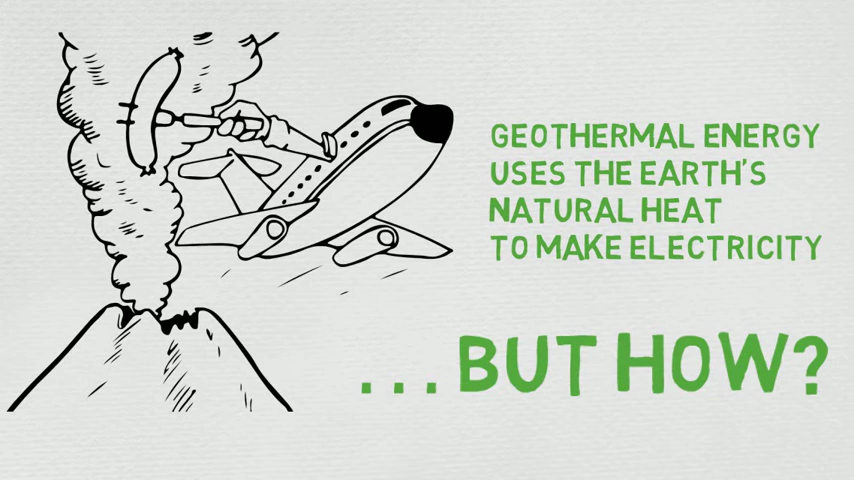 GEOTHERMAL ENERGY
USES THE EARTH'S
NATURAL HEAT
TO MAKE ELECTRICITY
...BUT HOW?